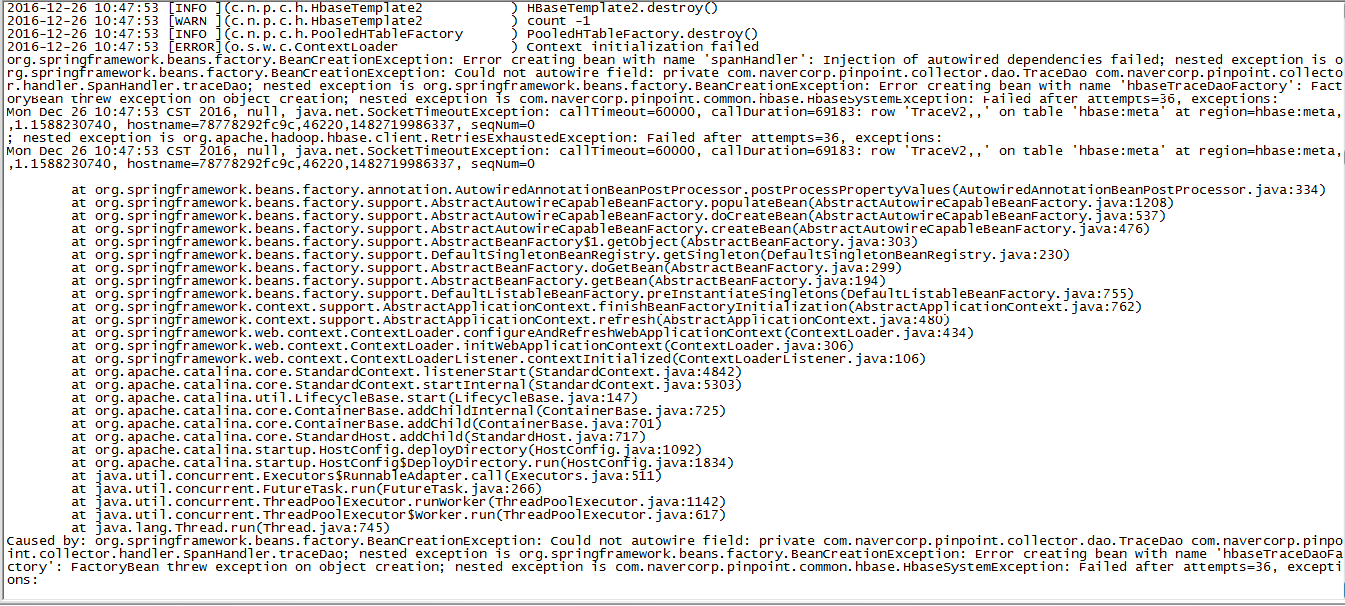 2016-12-26 10:47:53 [INFO ](c.n.p.c.h.HbaseTemplate2           ) HBaseTemplate2.destroy()
2016-12-26 10:47:53 [WARN ](c.n.p.c.h.HbaseTemplate2           ) count -1
2016-12-26 10:47:53 [INFO ](c.n.p.c.h.PooledHTableFactory      ) PooledHTableFactory.destroy()
2016-12-26 10:47:53 [ERROR](o.s.w.c.ContextLoader              ) Context initialization failed
org.springframework.beans.factory.BeanCreationException: Error creating bean with name 'spanHandler': Injection of autowired dependencies failed; nested exception is o
rg.springframework.beans.factory.BeanCreationException: Could not autowire field: private com.navercorp.pinpoint.collector.dao.TraceDao com.navercorp.pinpoint.collecto
r.handler.SpanHandler.traceDao; nested exception is org.springframework.beans.factory.BeanCreationException: Error creating bean with name 'hbaseTraceDaoFactory': Fact
oryBean threw exception on object creation; nested exception is com.navercorp.pinpoint.common.hbase.HbaseSystemException: Failed after attempts=36, exceptions:
Mon Dec 26 10:47:53 CST 2016, null, java.net.SocketTimeoutException: callTimeout=60000, callDuration=69183: row 'TraceV2,,' on table 'hbase:meta' at region=hbase:meta,
,1.1588230740, hostname=78778292fc9c,46220,1482719986337, seqNum=0
; nested exception is org.apache.hadoop.hbase.client.RetriesExhaustedException: Failed after attempts=36, exceptions:
Mon Dec 26 10:47:53 CST 2016, null, java.net.SocketTimeoutException: callTimeout=60000, callDuration=69183: row 'TraceV2,,' on table 'hbase:meta' at region=hbase:meta,
,1.1588230740, hostname=78778292fc9c,46220,1482719986337, seqNum=0
at org.springframework.beans.factory.annotation.AutowiredAnnotationBeanPostProcessor.postProcessPropertyValues(AutowiredAnnotationBeanPostProcessor.java:334)
at org.springframework.beans.factory.support.AbstractAutowireCapableBeanFactory.populateBean(AbstractAutowireCapableBeanFactory.java:1208)
at org.springframework.beans.factory.support.AbstractAutowireCapableBeanFactory.doCreateBean(AbstractAutowireCapableBeanFactory.java:537)
at org.springframework.beans.factory.support.AbstractAutowireCapableBeanFactory.createBean(AbstractAutowireCapableBeanFactory.java:476)
at org.springframework.beans.factory.support.AbstractBeanFactory$1.getObject(AbstractBeanFactory.java:303)
at org.springframework.beans.factory.support.DefaultSingletonBeanRegistry.getSingleton(DefaultSingletonBeanRegistry.java:230)
at org.springframework.beans.factory.support.AbstractBeanFactory.doGetBean(AbstractBeanFactory.java:299)
at org.springframework.beans.factory.support.AbstractBeanFactory.getBean(AbstractBeanFactory.java:194)
at org.springframework.beans.factory.support.DefaultListableBeanFactory.preInstantiateSingletons(DefaultListableBeanFactory.java:755)
at org.springframework.context.support.AbstractApplicationContext.finishBeanFactoryInitialization(AbstractApplicationContext.java:762)
at org.springframework.context.support.AbstractApplicationContext.refresh(AbstractApplicationContext.java:480)
at org.springframework.web.context.ContextLoader.configureAndRefreshWebApplicationContext(ContextLoader.java:434)
at org.springframework.web.context.ContextLoader.initWebApplicationContext(ContextLoader.java:306)
at org.springframework.web.context.ContextLoaderListener.contextInitialized(ContextLoaderListener.java:106)
at org.apache.catalina.core.StandardContext.listenerStart(StandardContext.java:4842)
at org.apache.catalina.core.StandardContext.startInternal(StandardContext.java:5303)
at org.apache.catalina.util.LifecycleBase.start(LifecycleBase.java:147)
at org.apache.catalina.core.ContainerBase.addChildInternal(ContainerBase.java:725)
at org.apache.catalina.core.ContainerBase.addChild(ContainerBase.java:701)
at org.apache.catalina.core.StandardHost.addChild(StandardHost.java:717)
at org.apache.catalina.startup.HostConfig.deployDirectory(HostConfig.java:1092)
at org.apache.catalina.startup.HostConfig$DeployDirectory.run(HostConfig.java:1834)
at java.util.concurrent.Executors$RunnableAdapter.call(Executors.java:511)
at java.util.concurrent.FutureTask.run(FutureTask.java:266)
at java.util.concurrent.ThreadPoolExecutor.runWorker(ThreadPoolExecutor.java:1142)
at java.util.concurrent.ThreadPoolExecutor$Worker.run(ThreadPoolExecutor.java:617)
at java.lang.Thread.run(Thread.java:745)
Caused by: org.springframework.beans.factory.BeanCreationException: Could not autowire field: private com.navercorp.pinpoint.collector.dao.TraceDao com.navercorp.pinpo
int.collector.handler.SpanHandler.traceDao; nested exception is org.springframework.beans.factory.BeanCreationException: Error creating bean with name 'hbaseTraceDaoFa
ctory': FactoryBean threw exception on object creation; nested exception is com.navercorp.pinpoint.common.hbase.HbaseSystemException: Failed after attempts=36, excepti
ons: